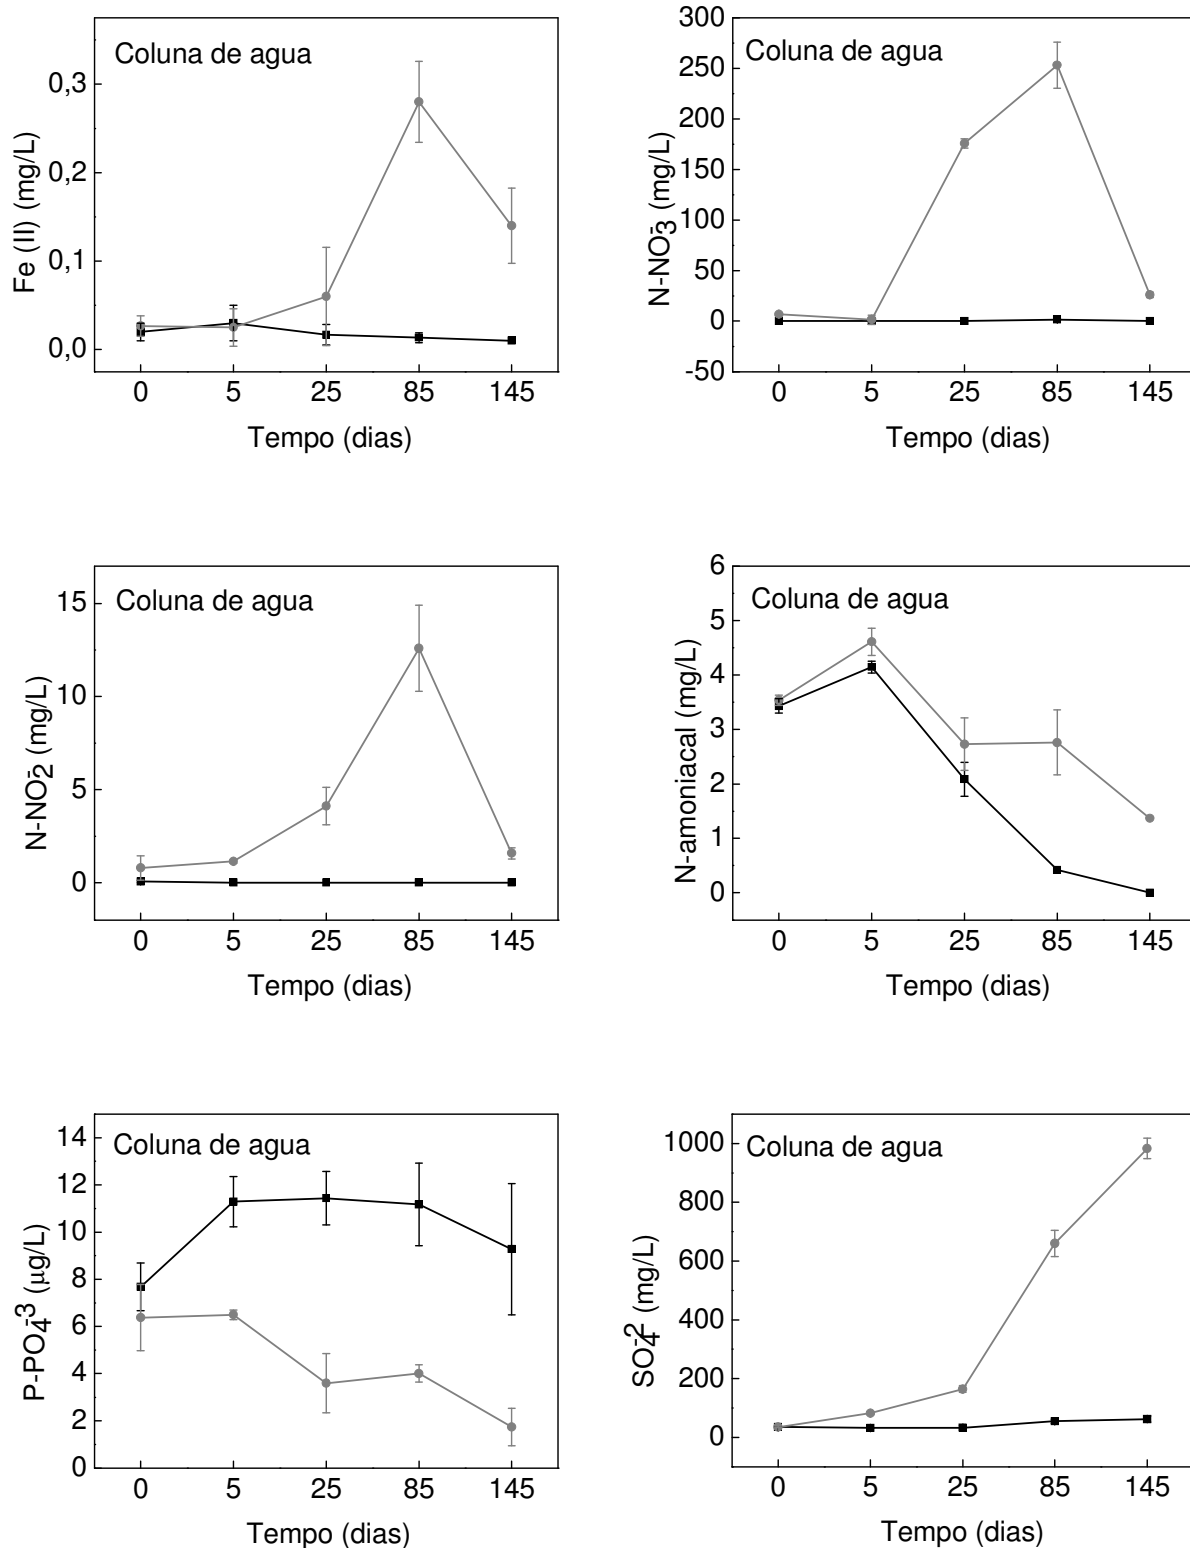 Coluna de agua
Fe (II) (mg/L)
0,3
0,2
0,1
0,0
0 5 25 85 145
Tempo (dias)
Coluna de agua
N-NO3- (mg/L)
300
250
200
150
100
50
0
-50
0 5 25 85 145
Tempo (dias)
Coluna de agua
N-NO2- (mg/L)
15
10
5
0
0 5 25 85 145
Tempo (dias)
Coluna de agua
N-amoniacal (mg/L)
6
5
4
3
2
1
0
0 5 25 85 145
Tempo (dias)
Coluna de agua
P-PO4-3 (µg/L)
14
12
10
8
6
4
2
0
0 5 25 85 145
Tempo (dias)
Coluna de agua
SO4-2 (mg/L)
1000
800
600
400
200
0
0 5 25 85 145
Tempo (dias)